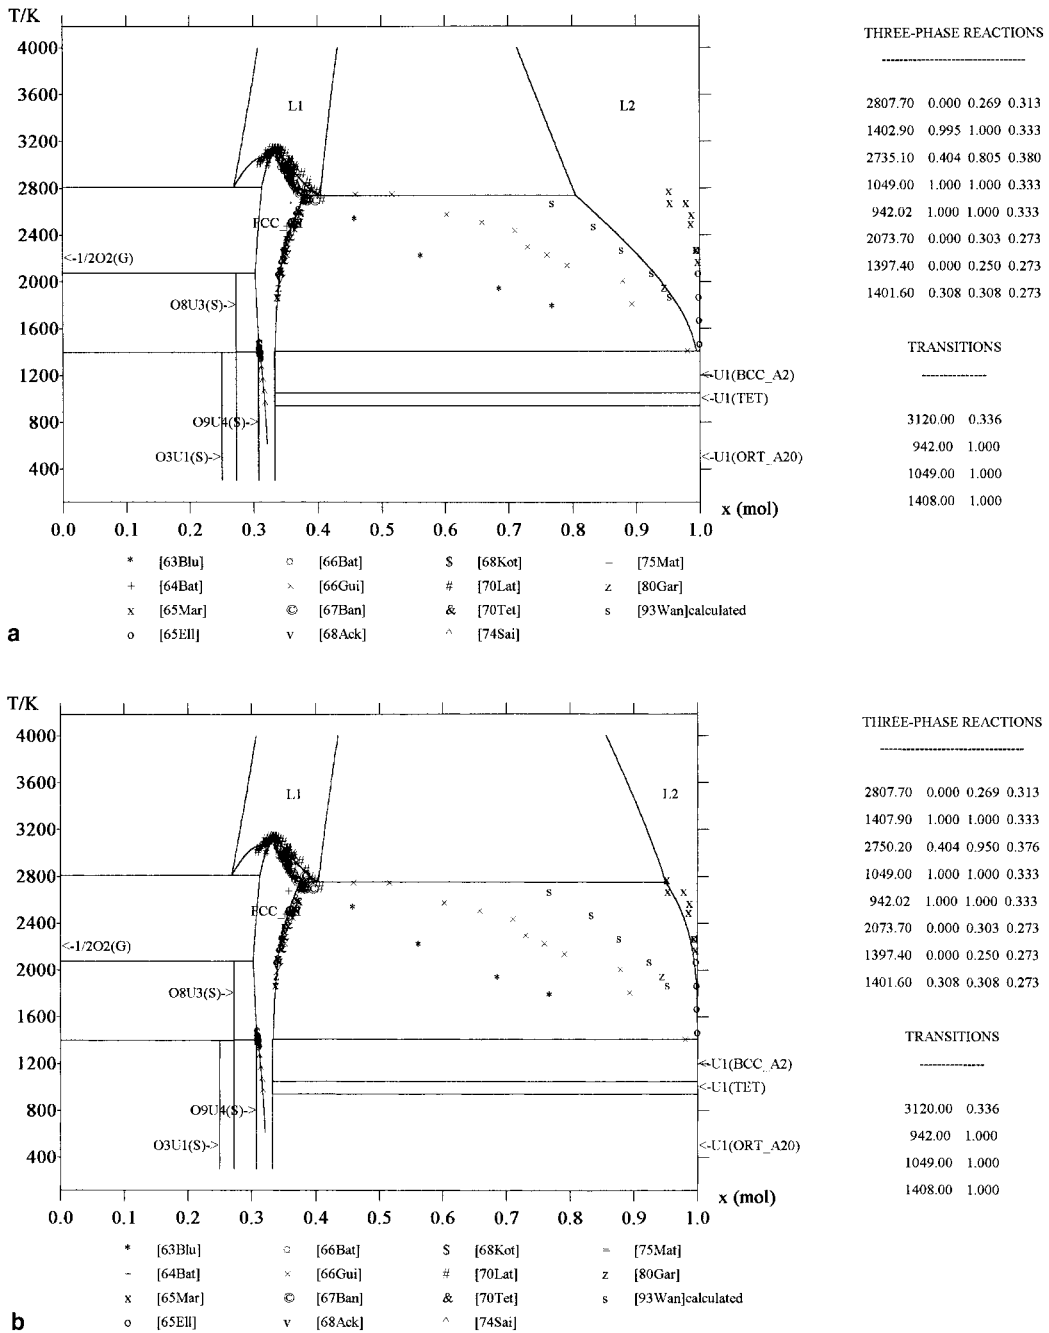 T/K
4000
3600
3200
2800
2400
2000
1600
1200
800
400
L1
L2
FCC_
<-1/2O2(G)
O8U3(S)->
O9U4(S)->
O3U1(S)->
<-U1(BCC_A2)
<-U1(TET)
<-U1(ORT_A20)
x (mol)
0.0 0.1 0.2 0.3 0.4 0.5 0.6 0.7 0.8 0.9 1.0
* [63Blu] [66Bat] $ [68Kot] – [75Mat]
+ [64Bat] × [66Gui] # [70Lat] z [80Gar]
x [65Mar] © [67Ban] & [70Tet] s [93Wan]calculated
o [65Ell] v [68Ack] ^ [74Sai]
a
THREE-PHASE REACTIONS
2807.70 0.000 0.269 0.313
1402.90 0.995 1.000 0.333
2735.10 0.404 0.805 0.380
1049.00 1.000 1.000 0.333
942.02 1.000 1.000 0.333
2073.70 0.000 0.303 0.273
1397.40 0.000 0.250 0.273
1401.60 0.308 0.308 0.273
TRANSITIONS
3120.00 0.336
942.00 1.000
1049.00 1.000
1408.00 1.000
T/K
4000
3600
3200
2800
2400
2000
1600
1200
800
400
L1
L2
FCC_
<-1/2O2(G)
O8U3(S)->
O9U4(S)->
O3U1(S)->
<-U1(BCC_A2)
<-U1(TET)
<-U1(ORT_A20)
x (mol)
0.0 0.1 0.2 0.3 0.4 0.5 0.6 0.7 0.8 0.9 1.0
* [63Blu] [66Bat] $ [68Kot] = [75Mat]
- [64Bat] × [66Gui] # [70Lat] z [80Gar]
x [65Mar] © [67Ban] & [70Tet] s [93Wan]calculated
o [65Ell] v [68Ack] ^ [74Sai]
b
THREE-PHASE REACTIONS
2807.70 0.000 0.269 0.313
1407.90 1.000 1.000 0.333
2750.20 0.404 0.950 0.376
1049.00 1.000 1.000 0.333
942.02 1.000 1.000 0.333
2073.70 0.000 0.303 0.273
1397.40 0.000 0.250 0.273
1401.60 0.308 0.308 0.273
TRANSITIONS
3120.00 0.336
942.00 1.000
1049.00 1.000
1408.00 1.000